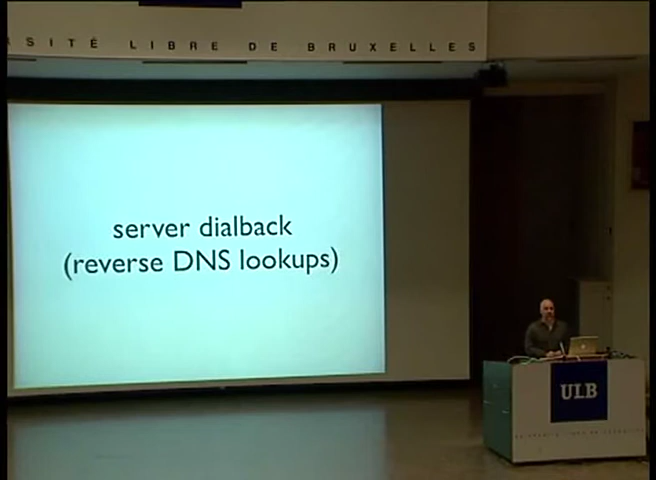 SITÉ LIBRE DE BRUXELLES
server dialback
(reverse DNS lookups)
ULB